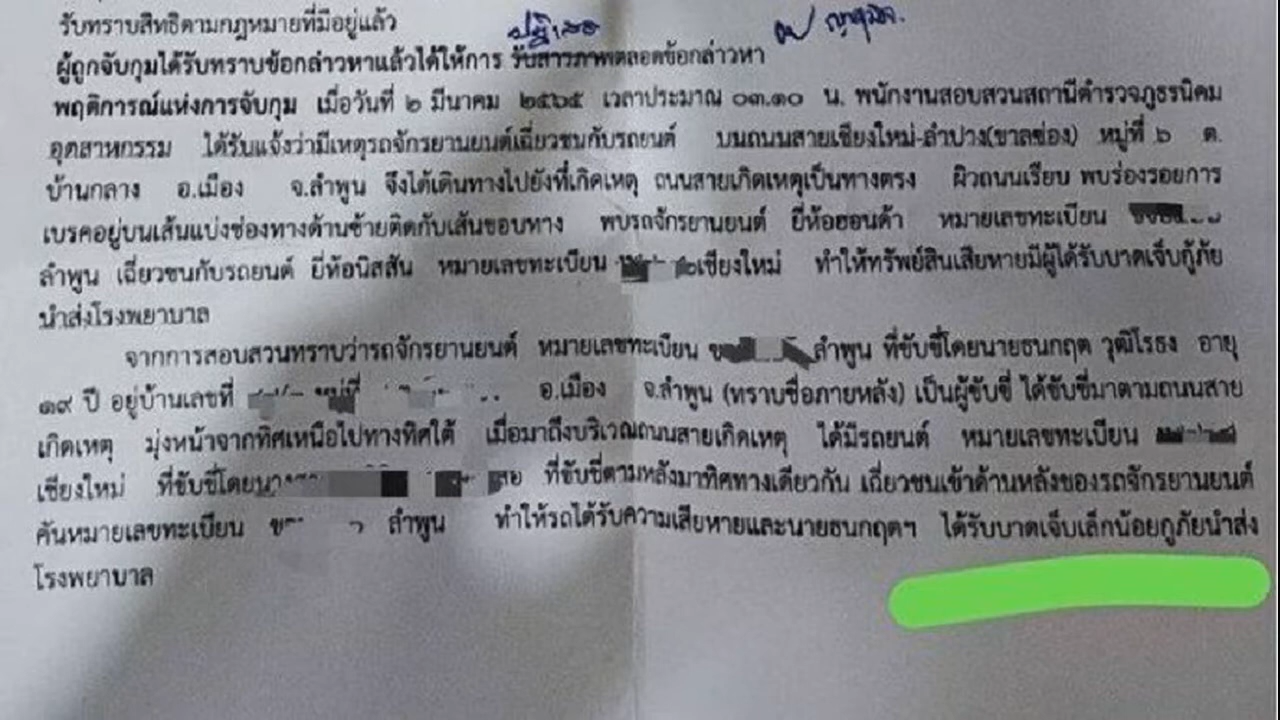 รับทราบสิทธิตามกฎหมายที่มีอยู่แล้ว
ปฏิเสธ
ผู้ถูกจับกุมได้รับทราบข้อกล่าวหาแล้วได้ให้การ รับสารภาพตลอดข้อกล่าวหา
พฤติการณ์แห่งการจับกุม เมื่อวันที่ ๒ มีนาคม ๒๕๖๕ เวลาประมาณ ๐๓.๑๐ น. พนักงานสอบสวนสถานีตำรวจภูธรนิคม
อุตสาหกรรม ได้รับแจ้งว่ามีเหตุรถจักรยานยนต์เฉี่ยวชนกับรถยนต์ บนถนนสายเชียงใหม่-ลำปาง(ขาล่อง) หมู่ที่ ๖ ต.
บ้านกลาง อ.เมือง จ.ลำพูน จึงได้เดินทางไปยังที่เกิดเหตุ ถนนสายเกิดเหตุเป็นทางตรง ผิวถนนเรียบ พบร่องรอยการ
เบรคอยู่บนเส้นแบ่งช่องทางด้านซ้ายติดกับเส้นขอบทาง พบรถจักรยานยนต์ ยี่ห้อฮอนด้า หมายเลขทะเบียน
ลำพูน เฉี่ยวชนกับรถยนต์ ยี่ห้อนิสสัน หมายเลขทะเบียน เชียงใหม่ ทำให้ทรัพย์สินเสียหายมีผู้ได้รับบาดเจ็บกู้ภัย
นำส่งโรงพยาบาล
จากการสอบสวนทราบว่ารถจักรยานยนต์ หมายเลขทะเบียน ลำพูน ที่ขับขี่โดยนายธนกฤต วุฒิโรธง อายุ
๑๙ ปี อยู่บ้านเลขที่ หมู่ที่ อ.เมือง จ.ลำพูน (ทราบชื่อภายหลัง) เป็นผู้ขับขี่ ได้ขับขี่มาตามถนนสาย
เกิดเหตุ มุ่งหน้าจากทิศเหนือไปทางทิศใต้ เมื่อมาถึงบริเวณถนนสายเกิดเหตุ ได้มีรถยนต์ หมายเลขทะเบียน
เชียงใหม่ ที่ขับขี่โดยนาง ที่ขับขี่ตามหลังมาทิศทางเดียวกัน เฉี่ยวชนเข้าด้านหลังของรถจักรยานยนต์
คันหมายเลขทะเบียน ลำพูน ทำให้รถได้รับความเสียหายและนายธนกฤตฯ ได้รับบาดเจ็บเล็กน้อยกูภัยนำส่ง
โรงพยาบาล